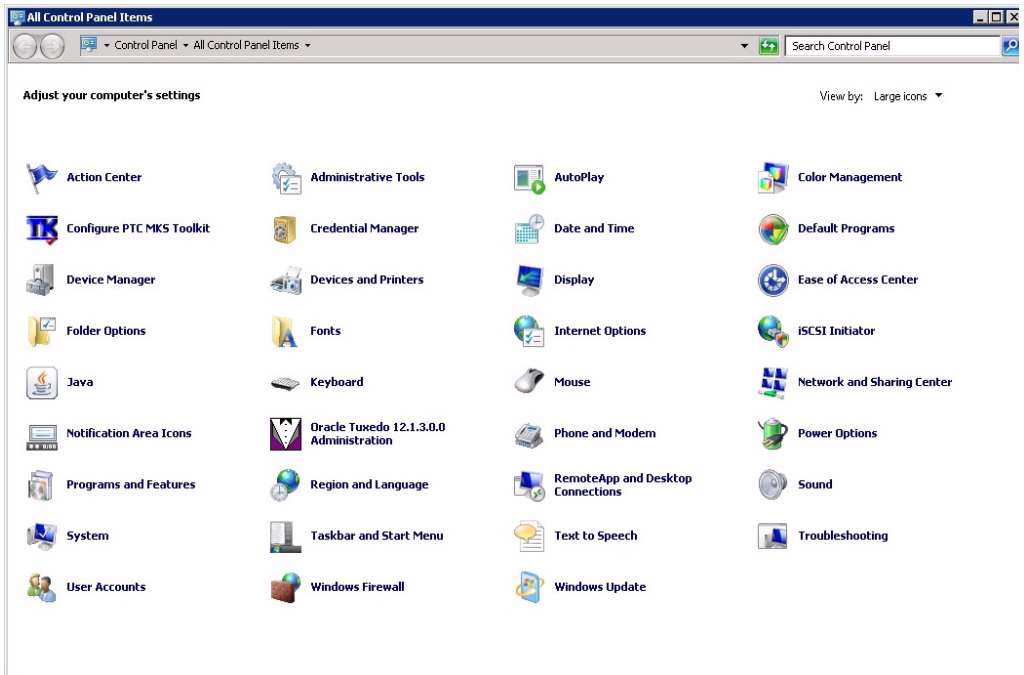 All Control Panel Items
Control Panel All Control Panel Items
Search Control Panel
Adjust your computer's settings
View by: Large icons
Action Center
Administrative Tools
AutoPlay
Color Management
TK
Configure PTC MKS Toolkit
Credential Manager
Date and Time
Default Programs
Device Manager
Devices and Printers
Display
Ease of Access Center
Folder Options
Fonts
Internet Options
iSCSI Initiator
Java
Keyboard
Mouse
Network and Sharing Center
Notification Area Icons
Oracle Tuxedo 12.1.3.0.0
Administration
Phone and Modem
Power Options
Programs and Features
Region and Language
RemoteApp and Desktop
Connections
Sound
System
Taskbar and Start Menu
Text to Speech
Troubleshooting
User Accounts
Windows Firewall
Windows Update